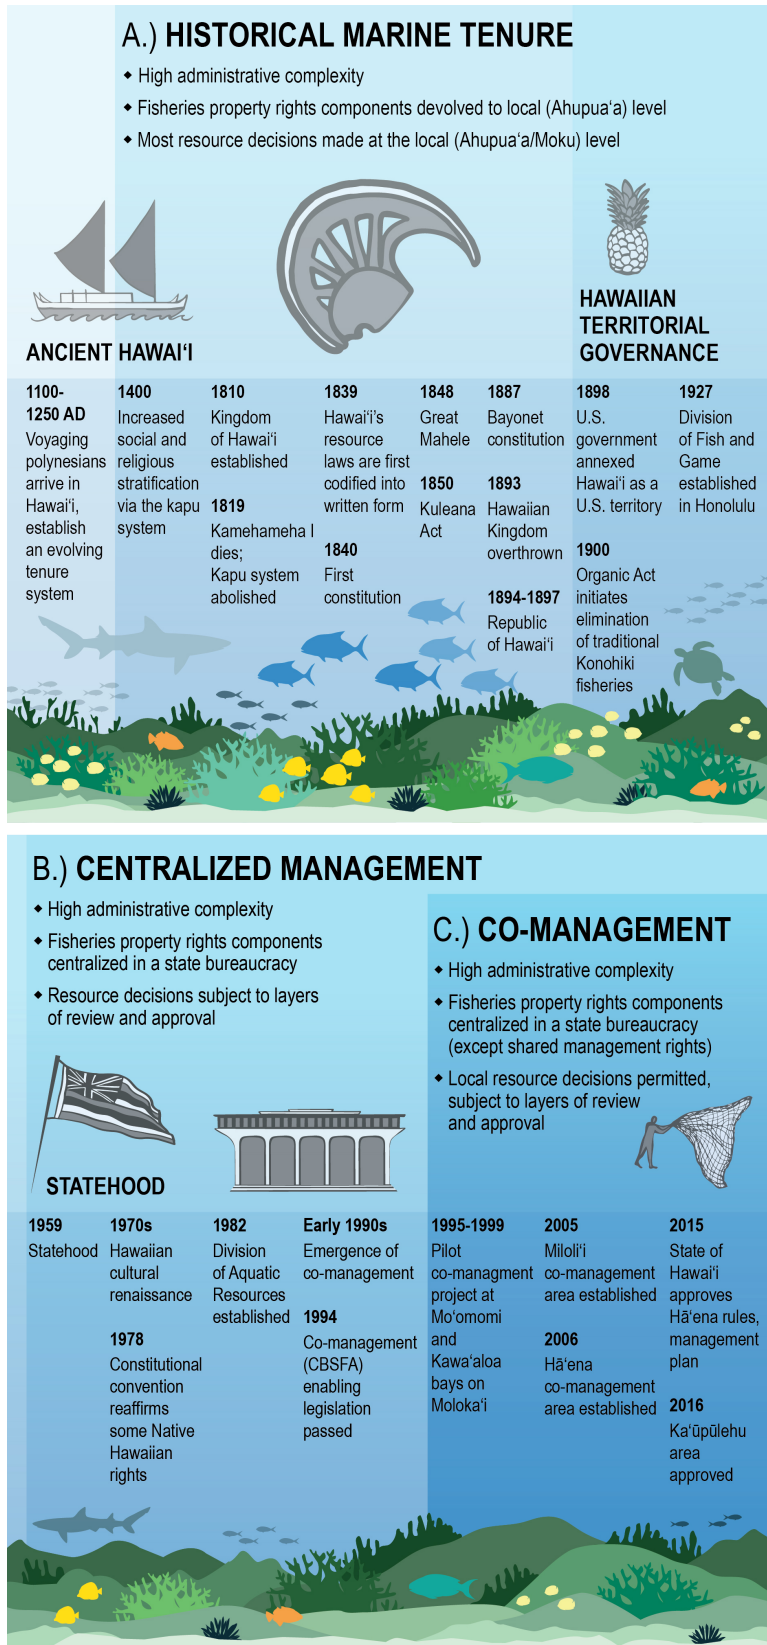 A.) HISTORICAL MARINE TENURE
◆ High administrative complexity
◆ Fisheries property rights components devolved to local (Ahupuaʻa) level
◆ Most resource decisions made at the local (Ahupuaʻa/Moku) level
ANCIENT HAWAIʻI
HAWAIIAN
TERRITORIAL
GOVERNANCE
1100-
1250 AD
Voyaging
polynesians
arrive in
Hawaiʻi,
establish
an evolving
tenure
system
1400
Increased
social and
religious
stratification
via the kapu
system
1810
Kingdom
of Hawaiʻi
established
1819
Kamehameha I
dies;
Kapu system
abolished
1839
Hawaiʻi’s
resource
laws are first
codified into
written form
1840
First
constitution
1848
Great
Mahele
1850
Kuleana
Act
1887
Bayonet
constitution
1893
Hawaiian
Kingdom
overthrown
1894-1897
Republic
of Hawaiʻi
1898
U.S.
government
annexed
Hawaiʻi as a
U.S. territory
1900
Organic Act
initiates
elimination
of traditional
Konohiki
fisheries
1927
Division
of Fish and
Game
established
in Honolulu
B.) CENTRALIZED MANAGEMENT
◆ High administrative complexity
◆ Fisheries property rights components
centralized in a state bureaucracy
◆ Resource decisions subject to layers
of review and approval
STATEHOOD
1959
Statehood
1970s
Hawaiian
cultural
renaissance
1978
Constitutional
convention
reaffirms
some Native
Hawaiian
rights
1982
Division
of Aquatic
Resources
established
Early 1990s
Emergence of
co-management
1994
Co-management
(CBSFA)
enabling
legislation
passed
C.) CO-MANAGEMENT
◆ High administrative complexity
◆ Fisheries property rights components
centralized in a state bureaucracy
(except shared management rights)
◆ Local resource decisions permitted,
subject to layers of review
and approval
1995-1999
Pilot
co-managment
project at
Moʻomomi
and
Kawaʻaloa
bays on
Molokaʻi
2005
Miloliʻi
co-management
area established
2006
Hāʻena
co-management
area established
2015
State of
Hawaiʻi
approves
Hāʻena rules,
management
plan
2016
Kaʻūpūlehu
area
approved